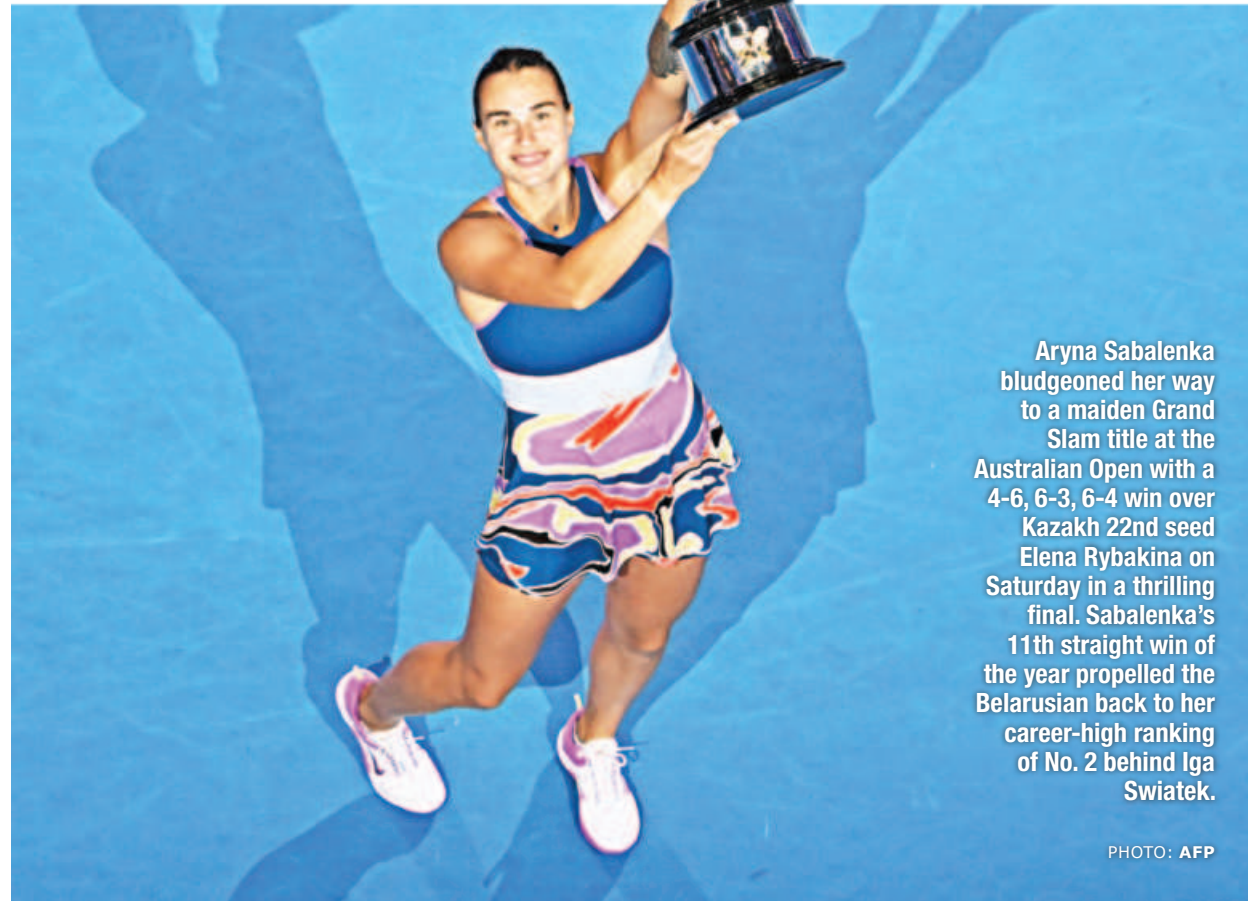 Aryna Sabalenka
bludgeoned her way
to a maiden Grand
Slam title at the
Australian Open with a
4-6, 6-3, 6-4 win over
Kazakh 22nd seed
Elena Rybakina on
Saturday in a thrilling
final. Sabalenka’s
11th straight win of
the year propelled the
Belarusian back to her
career-high ranking
of No. 2 behind Iga
Swiatek.
PHOTO: AFP